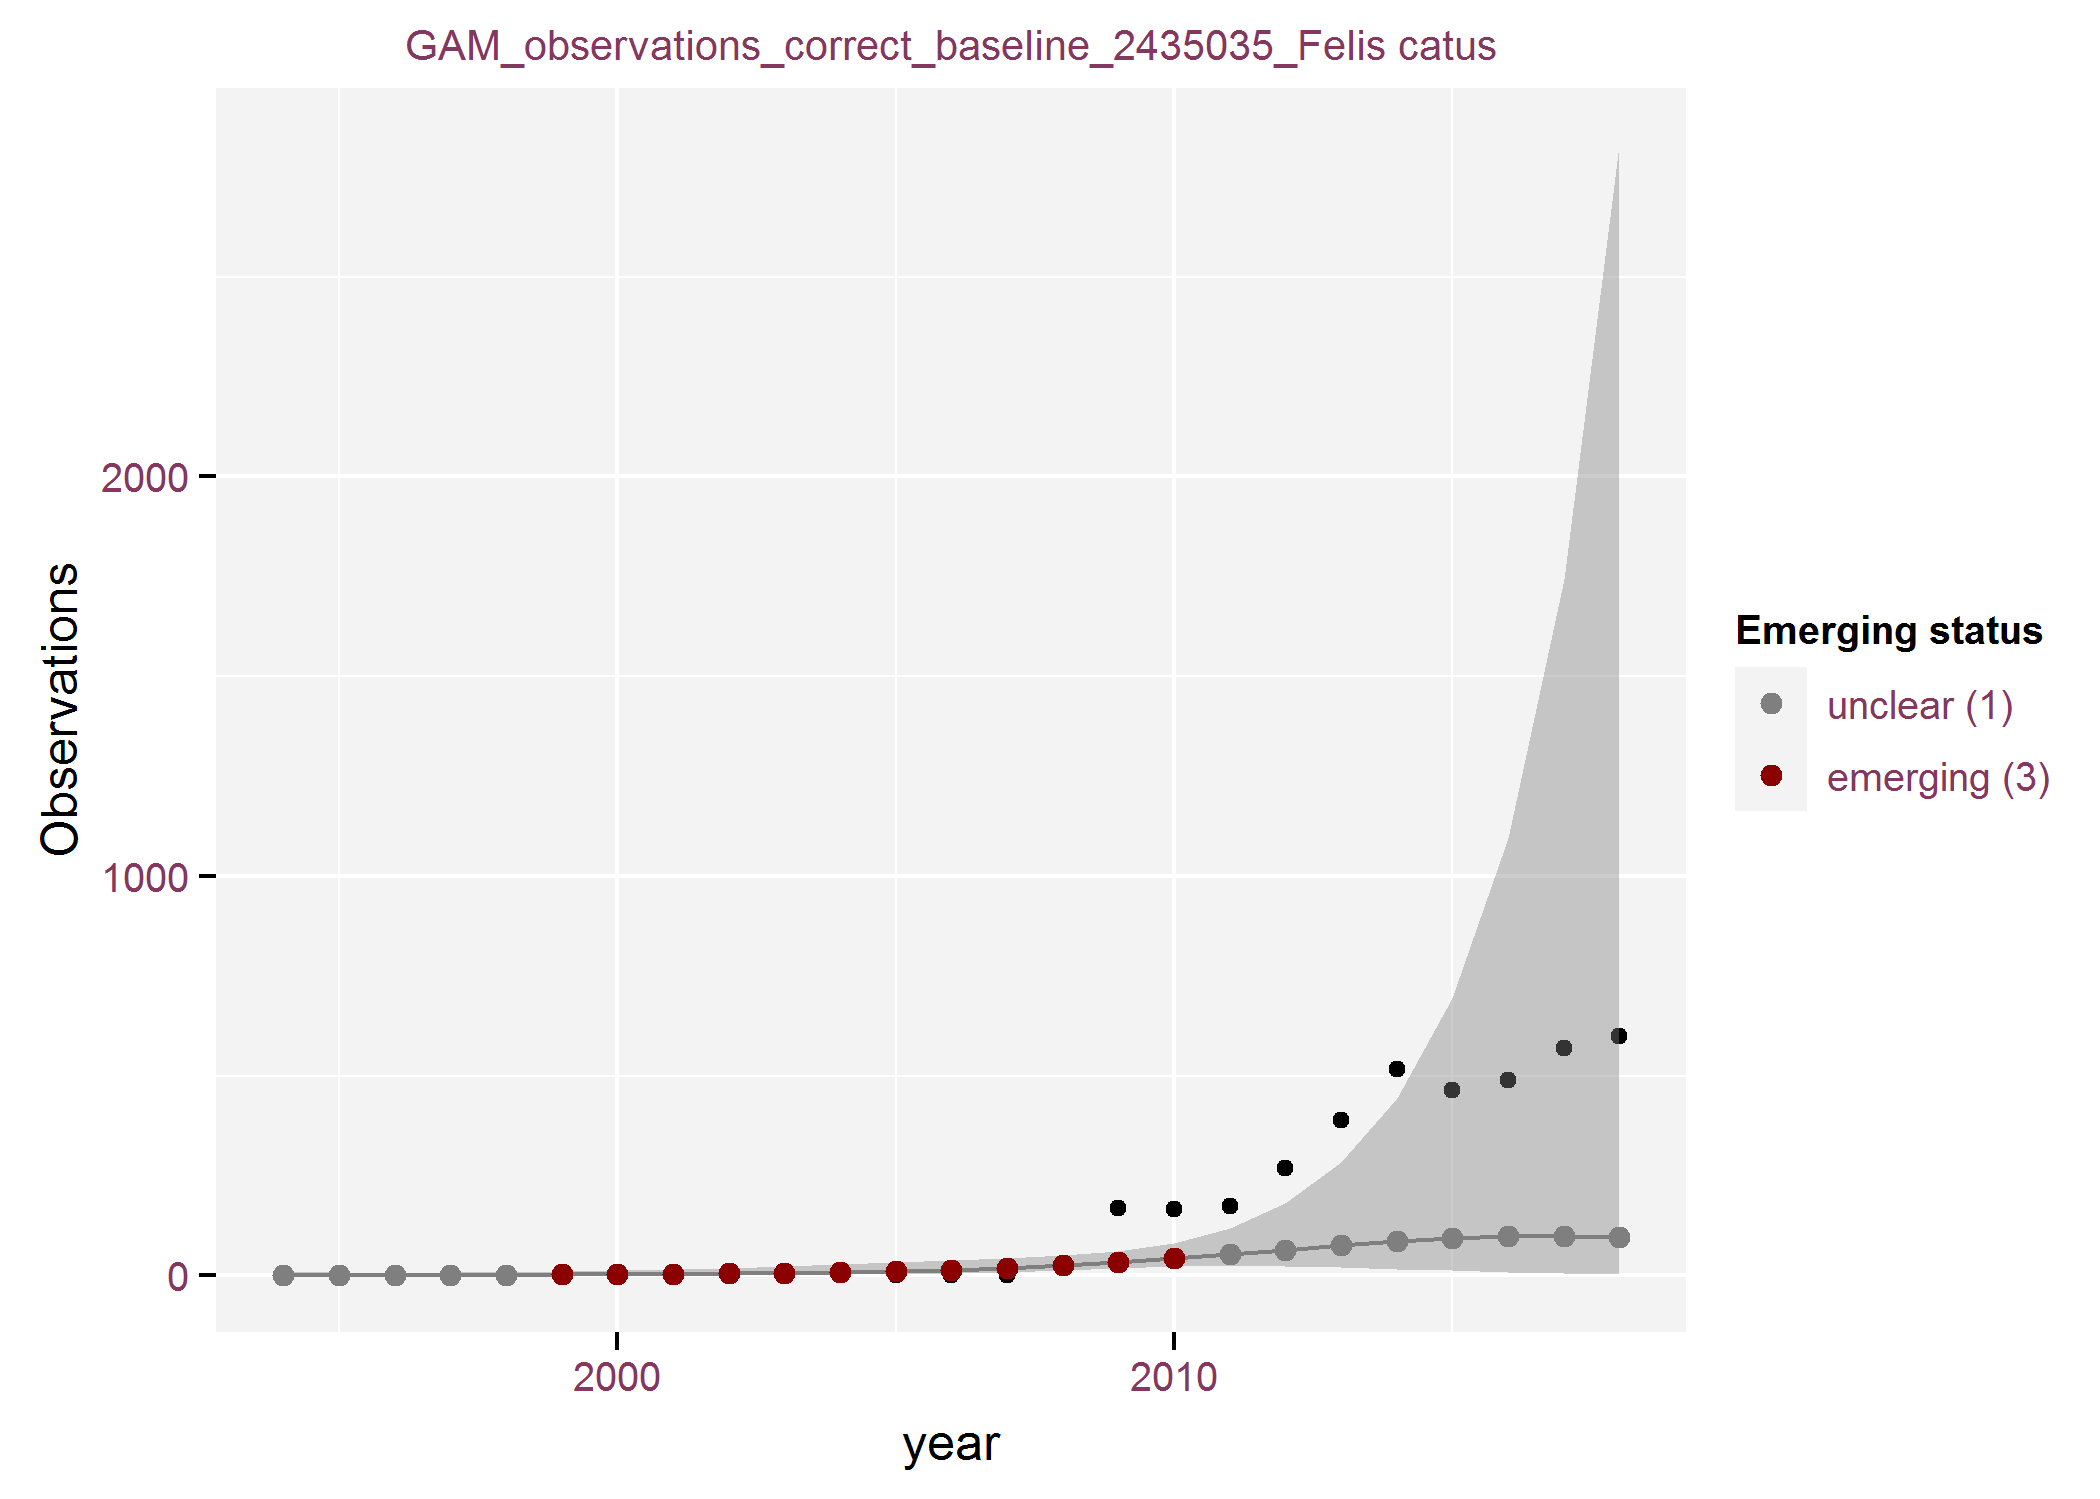 GAM_observations_correct_baseline_2435035_Felis catus
Observations
2000
1000
0
2000
2010
year
Emerging status
unclear (1)
emerging (3)